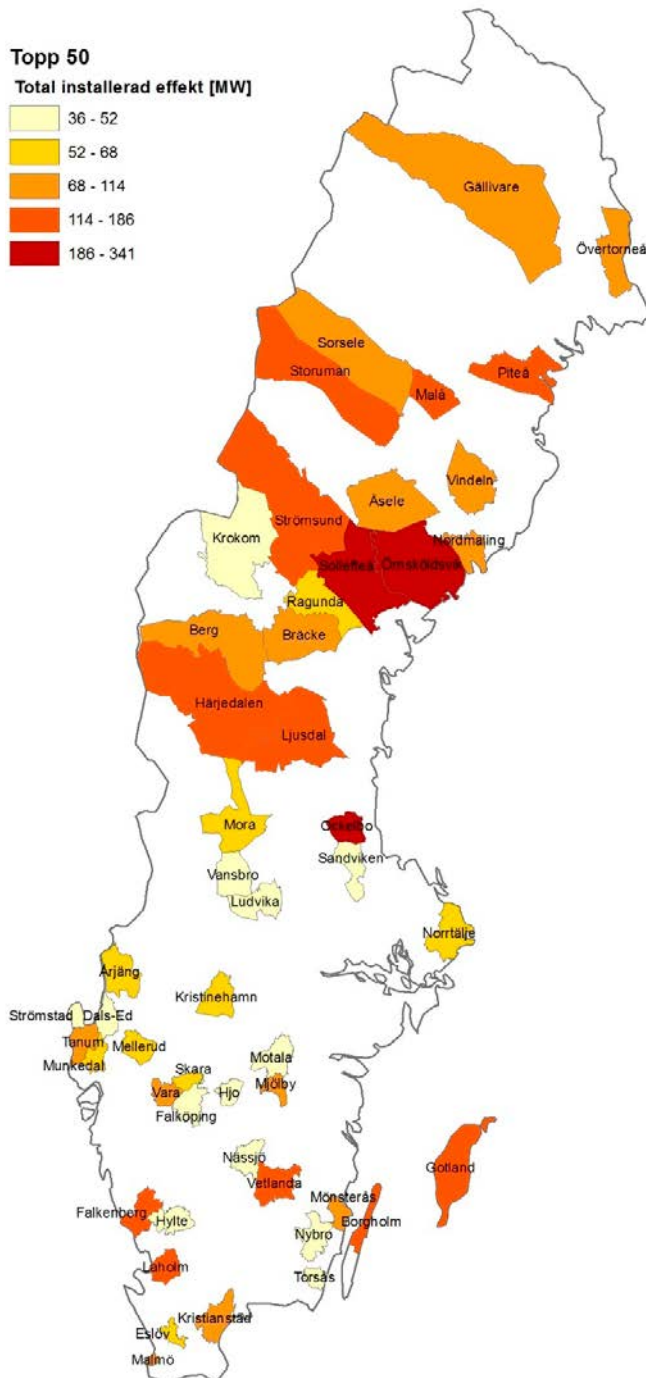 Topp 50
Total installerad effekt [MW]
36 - 52
52 - 68
68 - 114
114 - 186
186 - 341
Gällivare
Övertorneå
Sorsele
Storuman
Malå
Piteå
Vindeln
Åsele
Strömsund
Krokom
Nordmaling
Sollefteå
Örnsköldsvik
Ragunda
Berg
Bräcke
Härjedalen
Ljusdal
Mora
Ockelbo
Sandviken
Vansbro
Ludvika
Norrtälje
Årjäng
Kristinehamn
Strömstad
Dals-Ed
Tanum
Mellerud
Munkedal
Motala
Skara
Mjölby
Vara
Hjo
Falköping
Nässjö
Gotland
Vetlanda
Mönsterås
Falkenberg
Hylte
Borgholm
Nybro
Laholm
Torsås
Kristianstad
Eslöv
Malmö